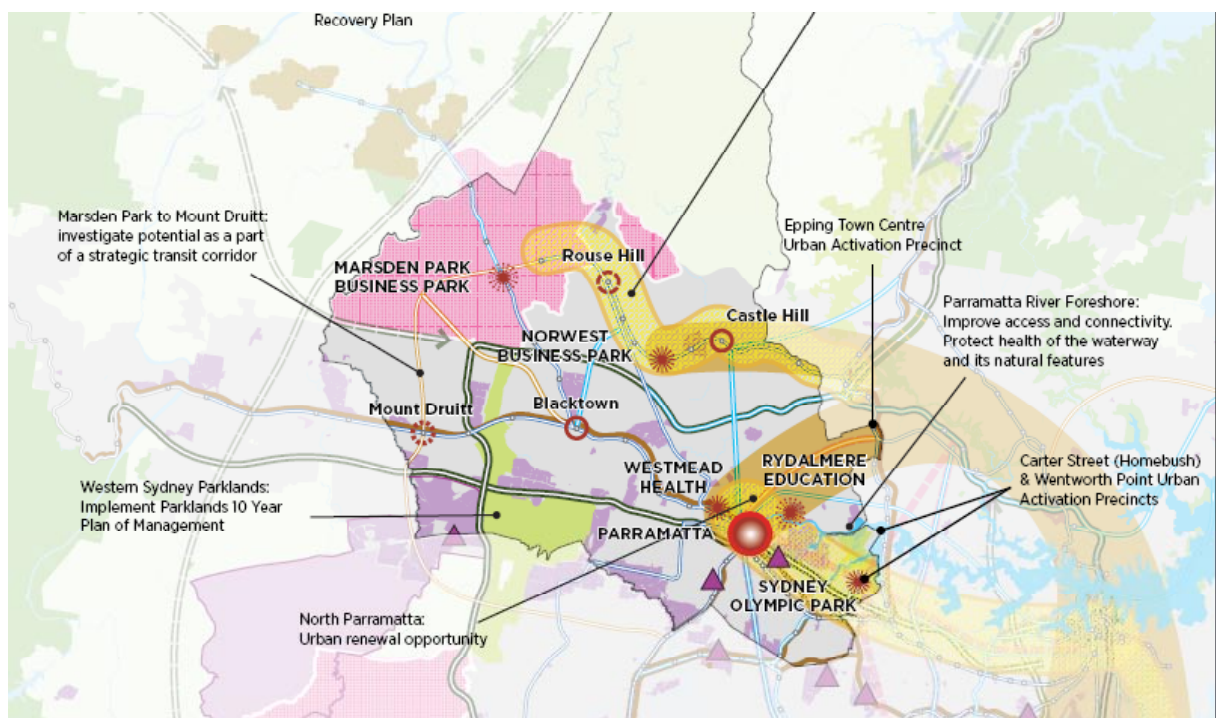 Recovery Plan
Marsden Park to Mount Druitt:
investigate potential as a part
of a strategic transit corridor
MARSDEN PARK
BUSINESS PARK
Rouse Hill
Epping Town Centre
Urban Activation Precinct
Castle Hill
Parramatta River Foreshore:
Improve access and connectivity.
Protect health of the waterway
and its natural features
NORWEST
BUSINESS PARK
Mount Druitt
Blacktown
WESTMEAD
HEALTH
RYDALMERE
EDUCATION
Carter Street (Homebush)
& Wentworth Point Urban
Activation Precincts
Western Sydney Parklands:
Implement Parklands 10 Year
Plan of Management
PARRAMATTA
SYDNEY
OLYMPIC PARK
North Parramatta:
Urban renewal opportunity